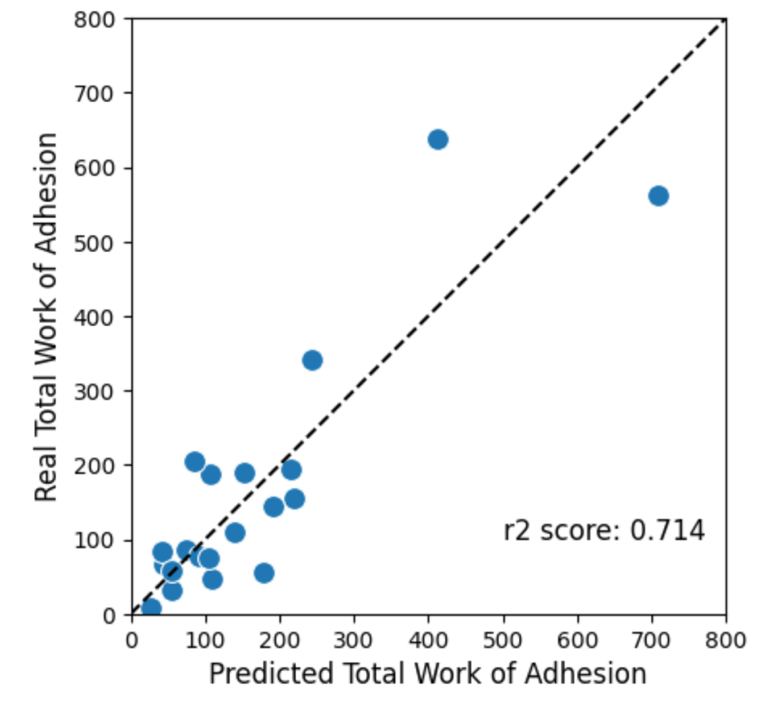 800
700
600
500
400
300
200
100
0
Real Total Work of Adhesion
r2 score: 0.714
0 100 200 300 400 500 600 700 800
Predicted Total Work of Adhesion